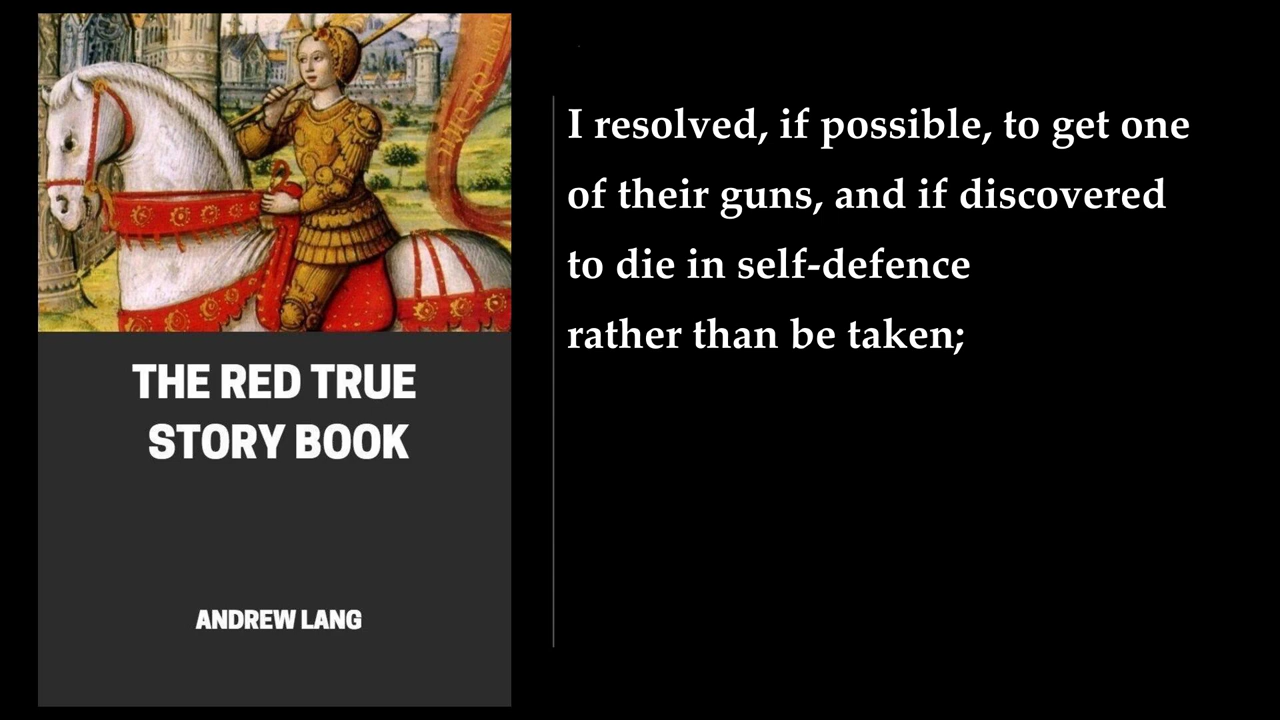 THE RED TRUE
STORY BOOK
ANDREW LANG
I resolved, if possible, to get one
of their guns, and if discovered
to die in self-defence
rather than be taken;